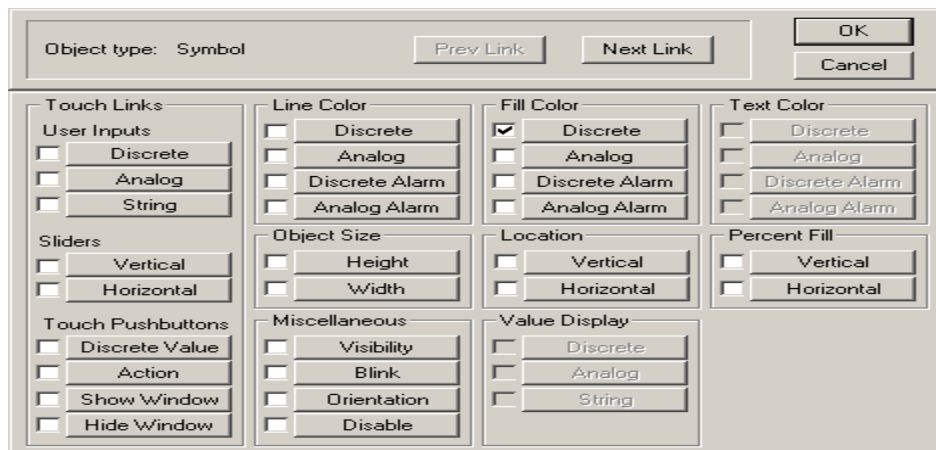 Object type: Symbol
Prev Link
Next Link
OK
Cancel
Touch Links
User Inputs
Discrete
Analog
String
Sliders
Vertical
Horizontal
Touch Pushbuttons
Discrete Value
Action
Show Window
Hide Window
Line Color
Discrete
Analog
Discrete Alarm
Analog Alarm
Object Size
Height
Width
Miscellaneous
Visibility
Blink
Orientation
Disable
Fill Color
Discrete
Analog
Discrete Alarm
Analog Alarm
Location
Vertical
Horizontal
Value Display
Discrete
Analog
String
Text Color
Discrete
Analog
Discrete Alarm
Analog Alarm
Percent Fill
Vertical
Horizontal